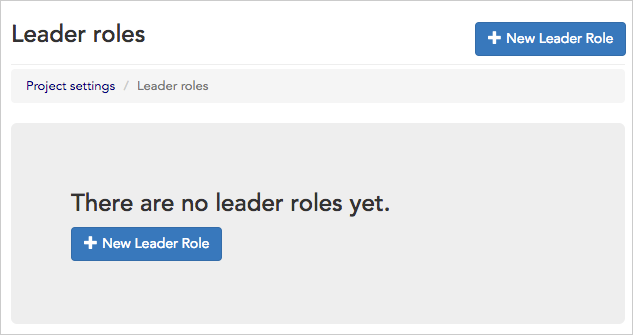 Leader roles
+ New Leader Role
Project settings / Leader roles
There are no leader roles yet.
+ New Leader Role